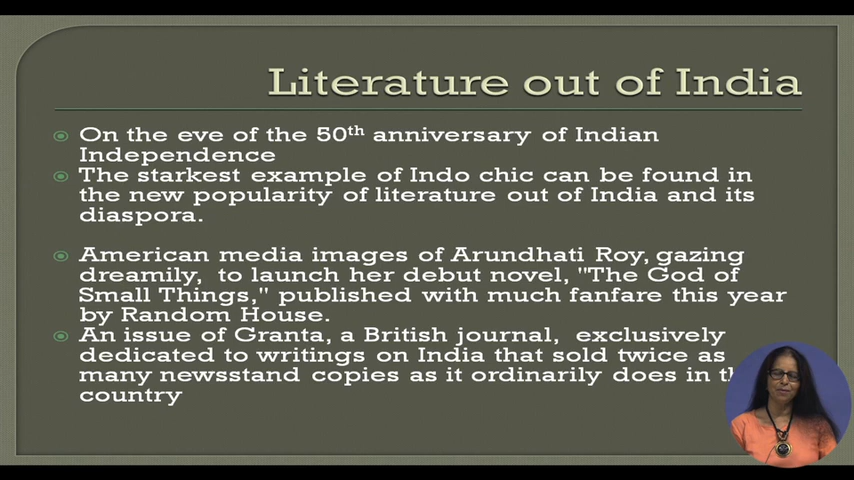 Literature out of India
On the eve of the 50th anniversary of Indian
Independence
The starkest example of Indo chic can be found in
the new popularity of literature out of India and its
diaspora.
American media images of Arundhati Roy, gazing
dreamily, to launch her debut novel, "The God of
Small Things," published with much fanfare this year
by Random House.
An issue of Granta, a British journal, exclusively
dedicated to writings on India that sold twice as
many newsstand copies as it ordinarily does in
country